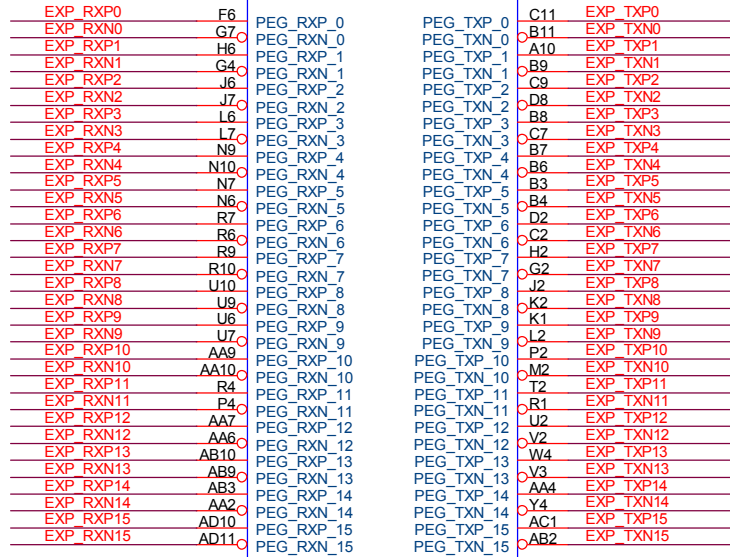 EXP_RXP0 F6 PEG_RXP_0 PEG_TXP_0 C11 EXP_TXP0
EXP_RXN0 G7 PEG_RXN_0 PEG_TXN_0 B11 EXP_TXN0
EXP_RXP1 H6 PEG_RXP_1 PEG_TXP_1 A10 EXP_TXP1
EXP_RXN1 G4 PEG_RXN_1 PEG_TXN_1 B9 EXP_TXN1
EXP_RXP2 J6 PEG_RXP_2 PEG_TXP_2 C9 EXP_TXP2
EXP_RXN2 J7 PEG_RXN_2 PEG_TXN_2 D8 EXP_TXN2
EXP_RXP3 L6 PEG_RXP_3 PEG_TXP_3 B8 EXP_TXP3
EXP_RXN3 L7 PEG_RXN_3 PEG_TXN_3 C7 EXP_TXN3
EXP_RXP4 N9 PEG_RXP_4 PEG_TXP_4 B7 EXP_TXP4
EXP_RXN4 N10 PEG_RXN_4 PEG_TXN_4 B6 EXP_TXN4
EXP_RXP5 N7 PEG_RXP_5 PEG_TXP_5 B3 EXP_TXP5
EXP_RXN5 N6 PEG_RXN_5 PEG_TXN_5 B4 EXP_TXN5
EXP_RXP6 R7 PEG_RXP_6 PEG_TXP_6 D2 EXP_TXP6
EXP_RXN6 R6 PEG_RXN_6 PEG_TXN_6 C2 EXP_TXN6
EXP_RXP7 R9 PEG_RXP_7 PEG_TXP_7 H2 EXP_TXP7
EXP_RXN7 R10 PEG_RXN_7 PEG_TXN_7 G2 EXP_TXN7
EXP_RXP8 U10 PEG_RXP_8 PEG_TXP_8 J2 EXP_TXP8
EXP_RXN8 U9 PEG_RXN_8 PEG_TXN_8 K2 EXP_TXN8
EXP_RXP9 U6 PEG_RXP_9 PEG_TXP_9 K1 EXP_TXP9
EXP_RXN9 U7 PEG_RXN_9 PEG_TXN_9 L2 EXP_TXN9
EXP_RXP10 AA9 PEG_RXP_10 PEG_TXP_10 P2 EXP_TXP10
EXP_RXN10 AA10 PEG_RXN_10 PEG_TXN_10 M2 EXP_TXN10
EXP_RXP11 R4 PEG_RXP_11 PEG_TXP_11 T2 EXP_TXP11
EXP_RXN11 P4 PEG_RXN_11 PEG_TXN_11 R1 EXP_TXN11
EXP_RXP12 AA7 PEG_RXP_12 PEG_TXP_12 U2 EXP_TXP12
EXP_RXN12 AA6 PEG_RXN_12 PEG_TXN_12 V2 EXP_TXN12
EXP_RXP13 AB10 PEG_RXP_13 PEG_TXP_13 W4 EXP_TXP13
EXP_RXN13 AB9 PEG_RXN_13 PEG_TXN_13 V3 EXP_TXN13
EXP_RXP14 AB3 PEG_RXP_14 PEG_TXP_14 AA4 EXP_TXP14
EXP_RXN14 AA2 PEG_RXN_14 PEG_TXN_14 Y4 EXP_TXN14
EXP_RXP15 AD10 PEG_RXP_15 PEG_TXP_15 AC1 EXP_TXP15
EXP_RXN15 AD11 PEG_RXN_15 PEG_TXN_15 AB2 EXP_TXN15